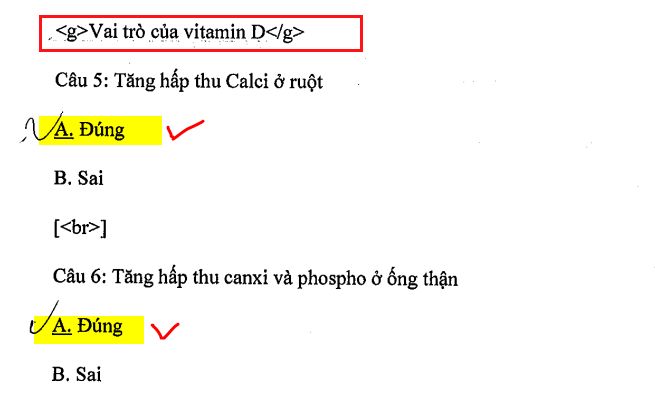 <g>Vai trò của vitamin D</g>
Câu 5: Tăng hấp thu Calci ở ruột
A. Đúng
B. Sai
[<br>]
Câu 6: Tăng hấp thu canxi và phospho ở ống thận
A. Đúng
B. Sai